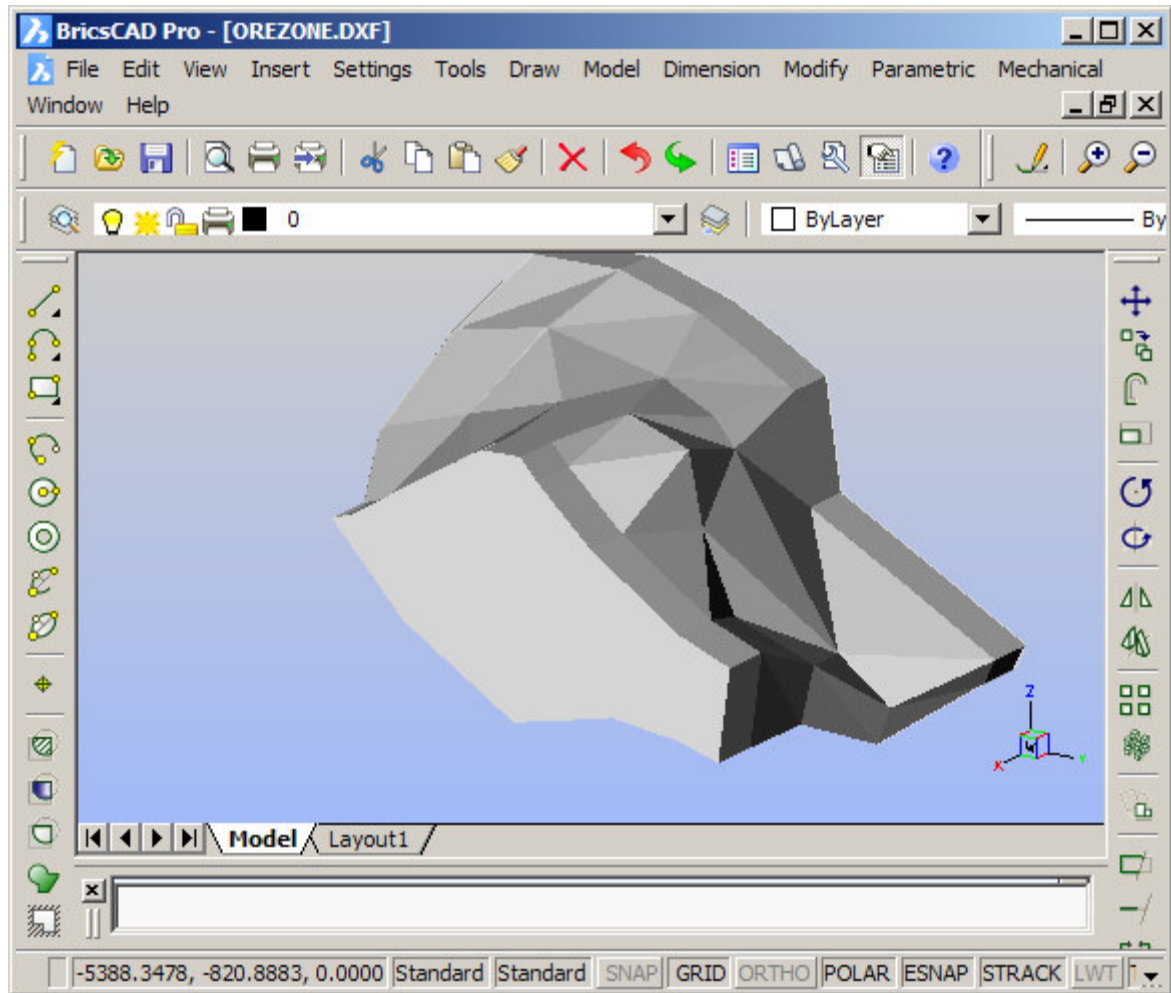 BricsCAD Pro - [OREZONE.DXF]
File Edit View Insert Settings Tools Draw Model Dimension Modify Parametric Mechanical
Window Help
0 ByLayer By
Z
X Y
Model Layout1
-5388.3478, -820.8883, 0.0000 Standard Standard SNAP GRID ORTHO POLAR ESNAP STRACK LWT